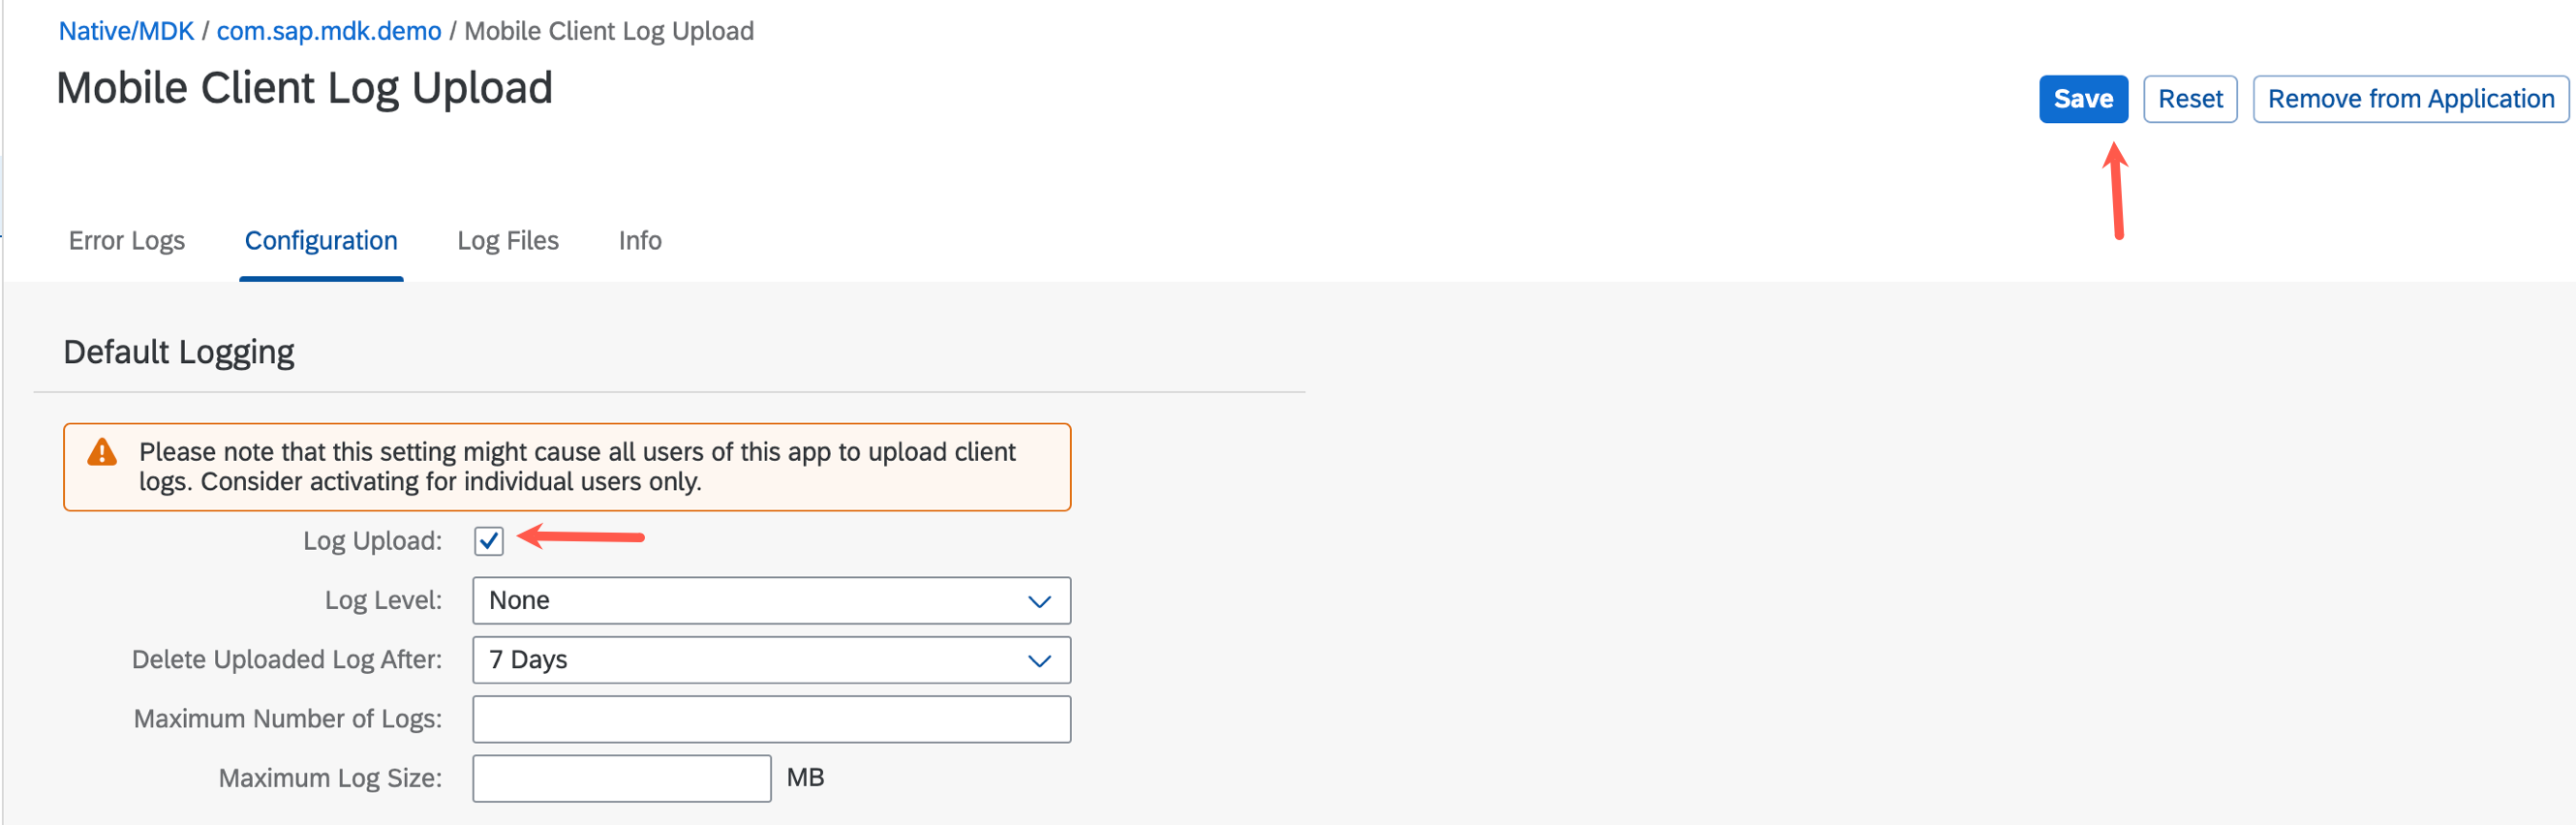 Native/MDK / com.sap.mdk.demo / Mobile Client Log Upload
Mobile Client Log Upload
Save Reset Remove from Application
Error Logs Configuration Log Files Info
Default Logging
Please note that this setting might cause all users of this app to upload client
logs. Consider activating for individual users only.
Log Upload:
Log Level: None
Delete Uploaded Log After: 7 Days
Maximum Number of Logs:
Maximum Log Size: MB